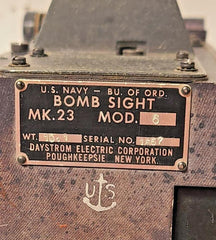 U.S. NAVY — BU. OF ORD.
BOMB SIGHT
MK. 23 MOD. 6
WT. SERIAL NO.
DAYSTROM ELECTRIC CORPORATION
POUGHKEEPSIE, NEW YORK.
U S